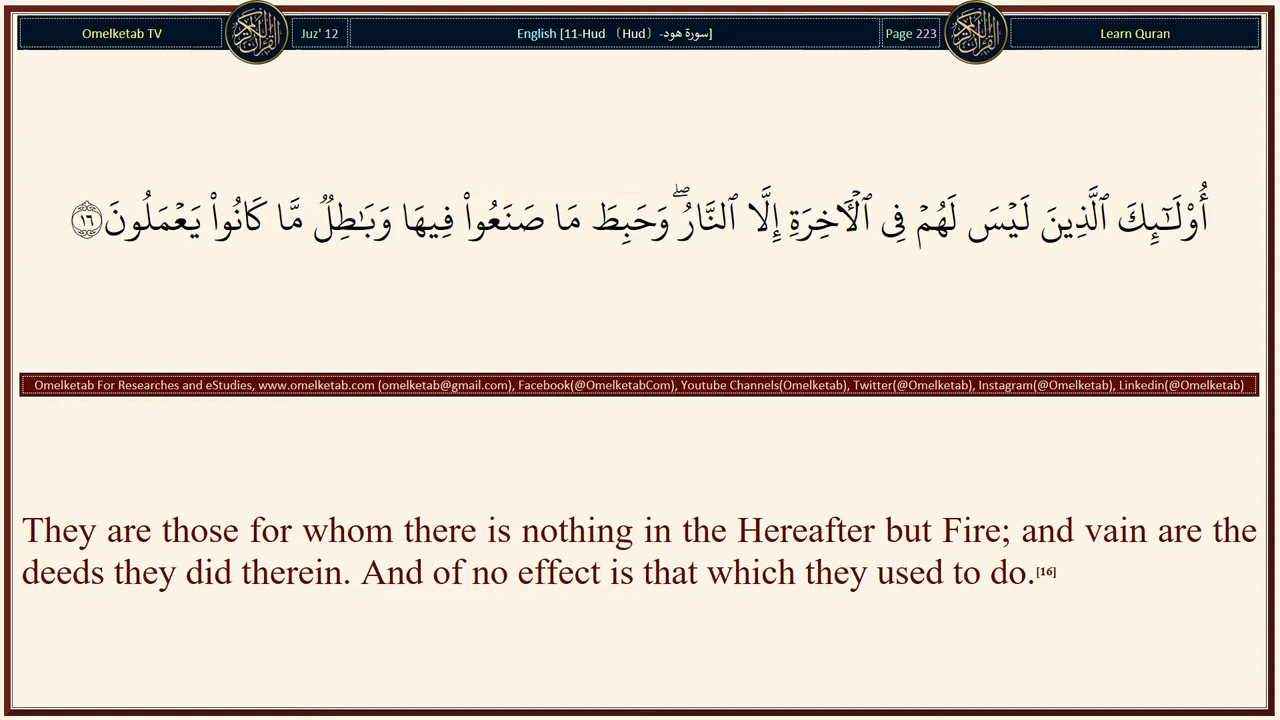 Omelketab TV
Juz' 12
English [11-Hud 〔Hud〕 -سورة هود]
Page 223
Learn Quran
أُوْلَـٰٓئِكَ ٱلَّذِينَ لَيۡسَ لَهُمۡ فِى ٱلۡأٓخِرَةِ إِلَّا ٱلنَّارُۖ وَحَبِطَ مَا صَنَعُواْ فِيهَا وَبَـٰطِلٌ مَّا كَانُواْ يَعۡمَلُونَ ١٦
Omelketab For Researches and eStudies, www.omelketab.com (omelketab@gmail.com), Facebook(@OmelketabCom), Youtube Channels(Omelketab), Twitter(@Omelketab), Instagram(@Omelketab), Linkedin(@Omelketab)
They are those for whom there is nothing in the Hereafter but Fire; and vain are the
deeds they did therein. And of no effect is that which they used to do.[16]